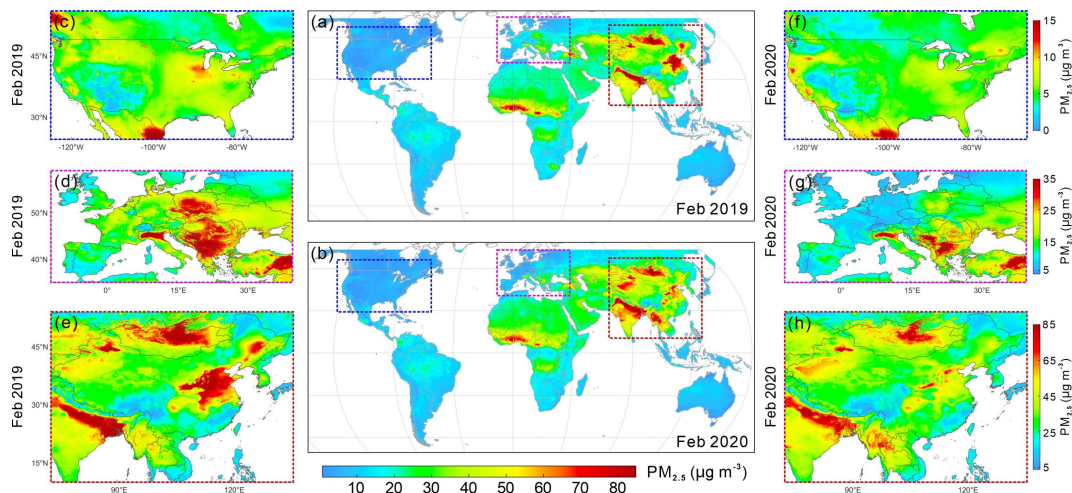 (c)
Feb 2019
45°N
30°N
-120°W
-100°W
-80°W
(d)
Feb 2019
50°N
40°N
0°
15°E
30°E
(e)
Feb 2019
45°N
30°N
15°N
90°E
120°E
(a)
Feb 2019
(b)
Feb 2020
10
20
30
40
50
60
70
80
PM2.5 (µg m-3)
(f)
Feb 2020
-120°W
-100°W
-80°W
15
10
5
0
PM2.5 (µg m-3)
(g)
Feb 2020
0°
15°E
30°E
35
25
15
5
PM2.5 (µg m-3)
(h)
Feb 2020
90°E
120°E
85
65
45
25
5
PM2.5 (µg m-3)